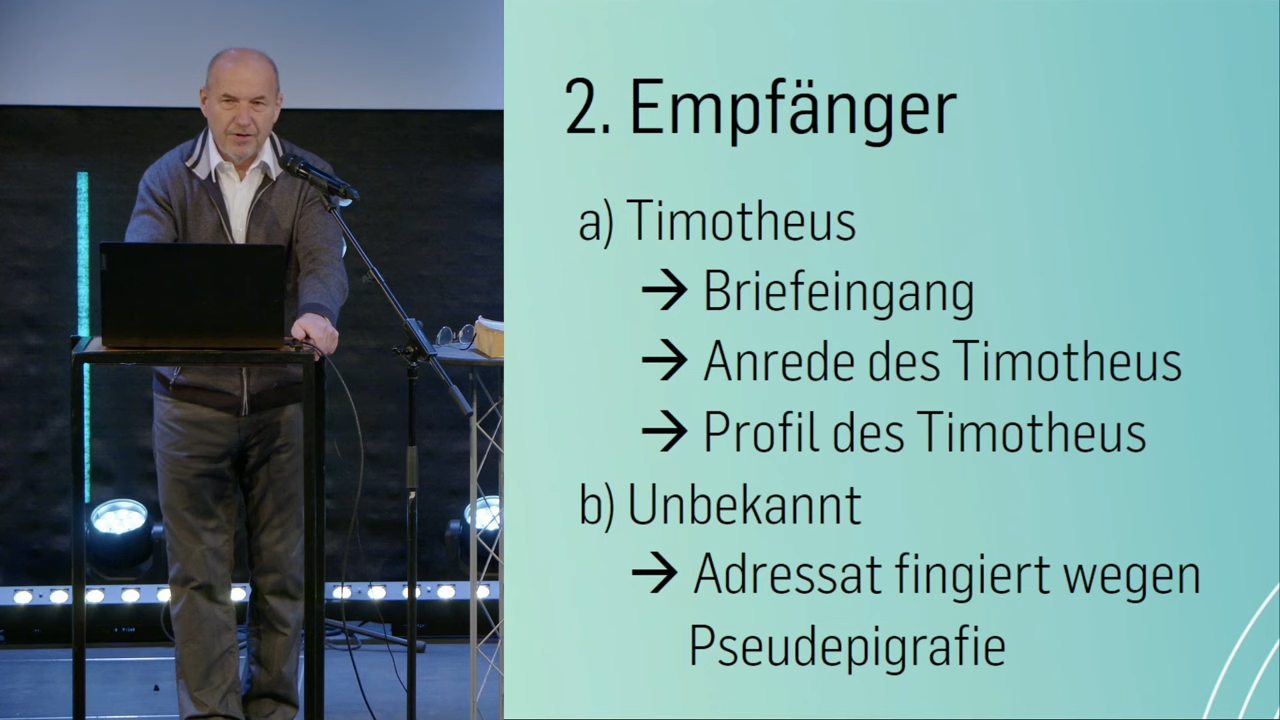 2. Empfänger
a) Timotheus
→ Briefeingang
→ Anrede des Timotheus
→ Profil des Timotheus
b) Unbekannt
→ Adressat fingiert wegen
Pseudepigrafie